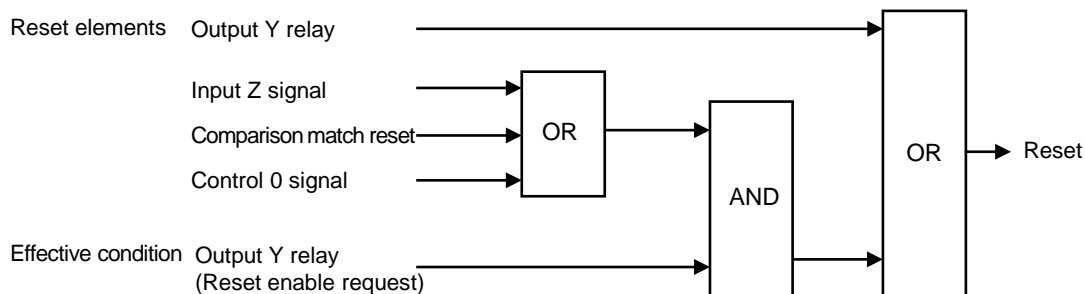 Reset elements Output Y relay
Input Z signal
Comparison match reset
Control 0 signal
OR
AND
OR
Reset
Effective condition Output Y relay
(Reset enable request)